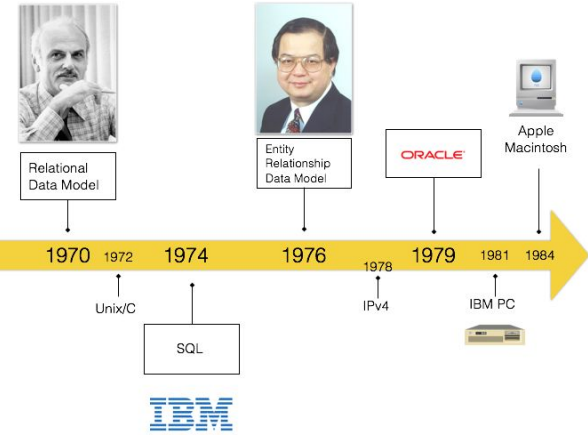 Relational
Data Model
Entity
Relationship
Data Model
ORACLE
Apple
Macintosh
1970
1972
1974
1976
1978
1979
1981
1984
Unix/C
SQL
IBM
IPv4
IBM PC